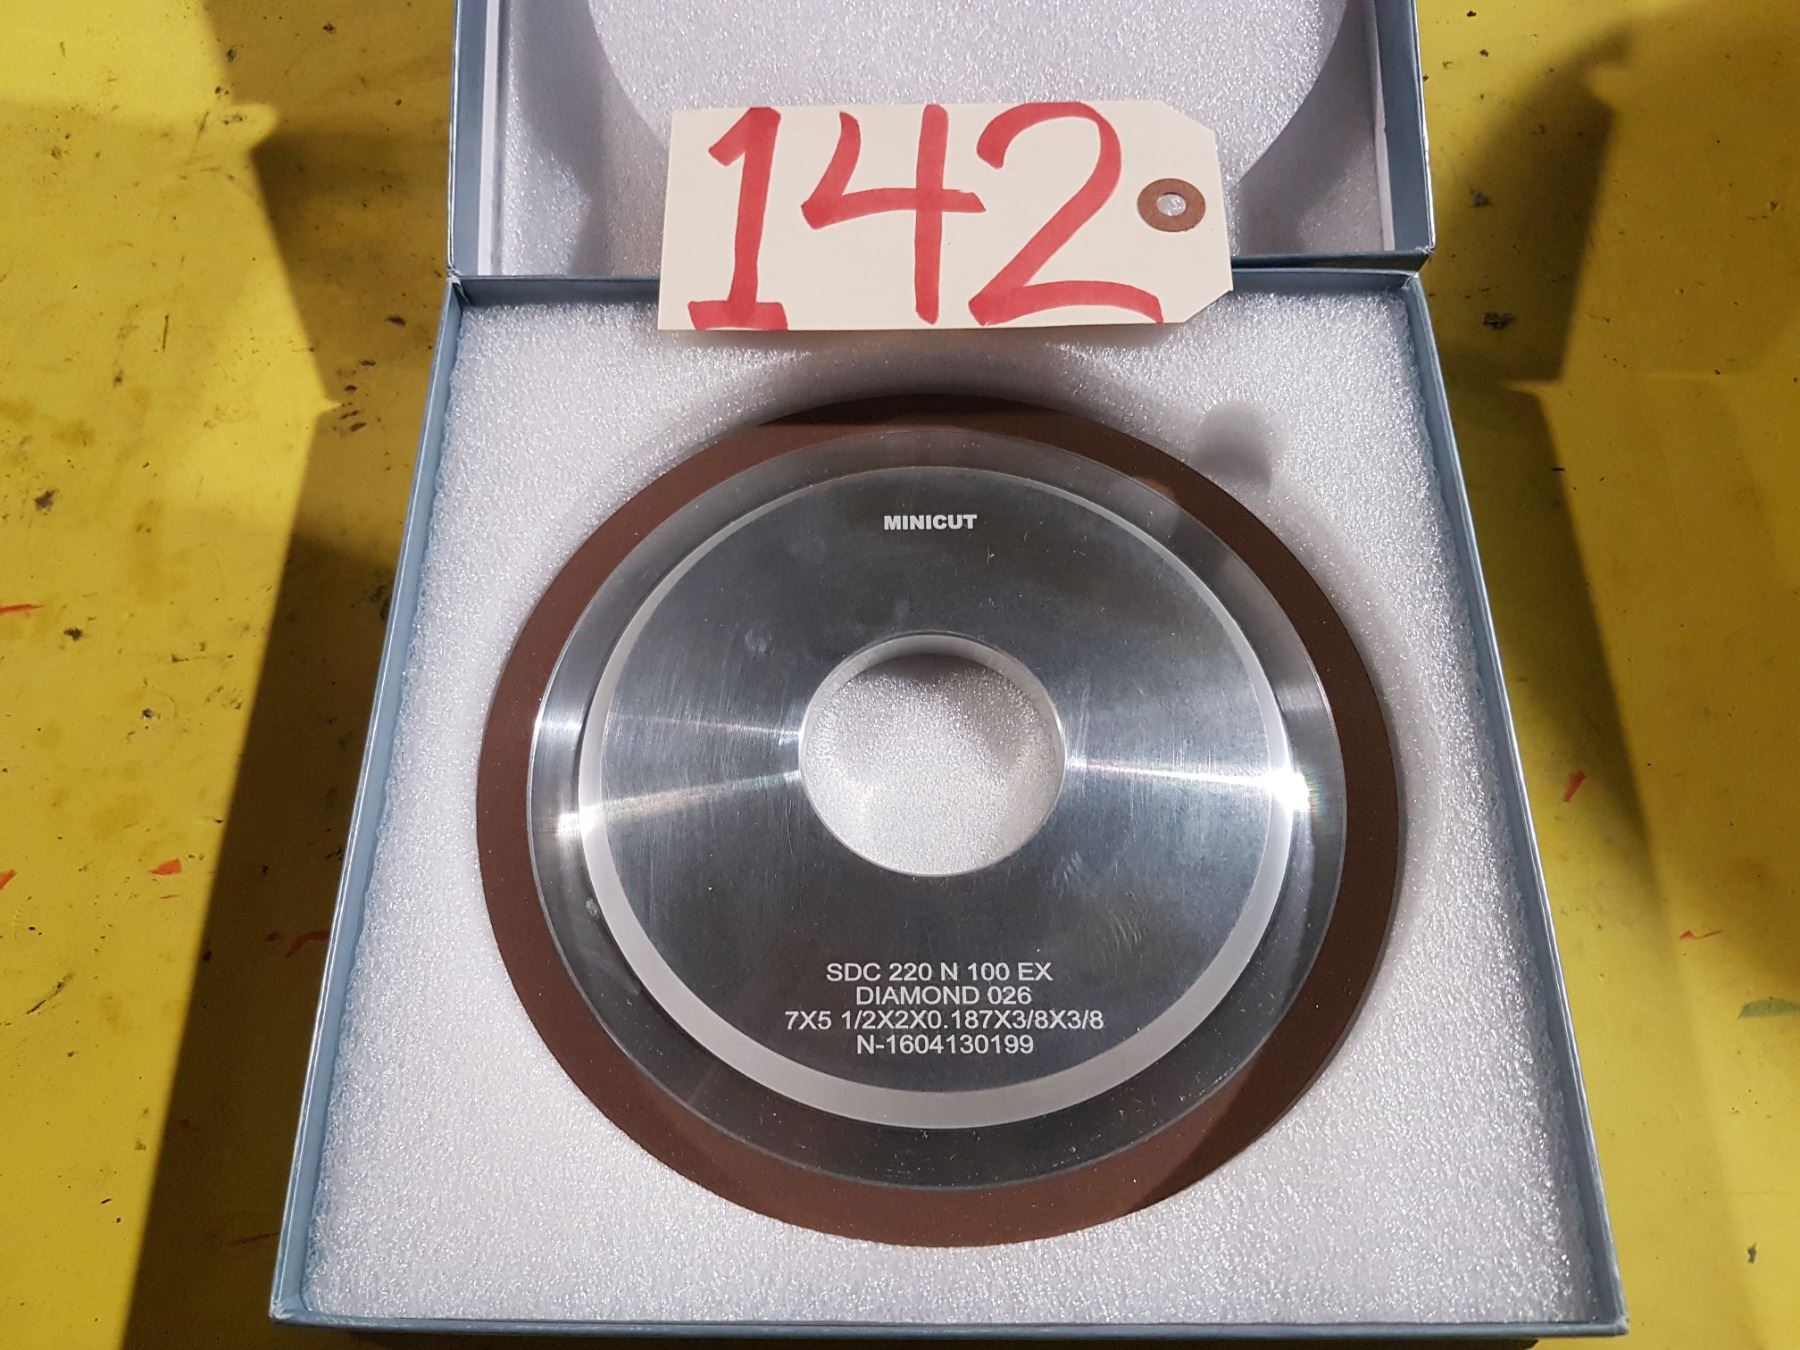 142
MINICUT
SDC 220 N 100 EX
DIAMOND 026
7X5 1/2X2X0.187X3/8X3/8
N-1604130199